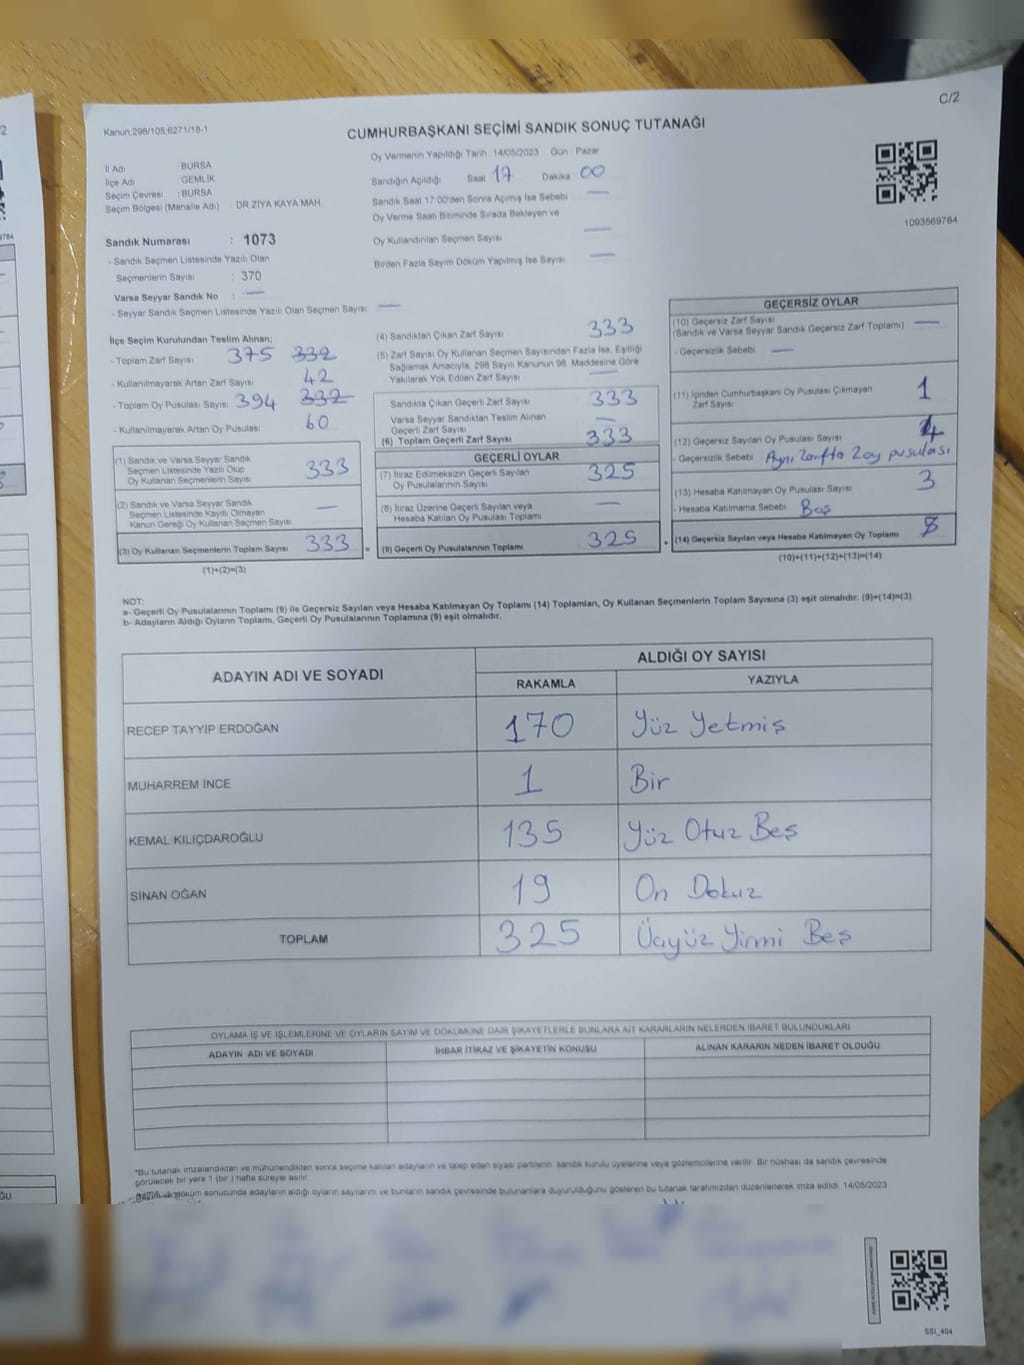 C/2
Kanun:298/105;6271/18-1
CUMHURBAŞKANI SEÇİMİ SANDIK SONUÇ TUTANAĞI
İl Adı : BURSA
İlçe Adı : GEMLİK
Seçim Çevresi : BURSA
Seçim Bölgesi (Mahalle Adı) : DR.ZİYA KAYA MAH.
Oy Vermenin Yapıldığı Tarih: 14/05/2023 Gün: Pazar
Sandığın Açıldığı Saat 17 Dakika 00
Sandık Saat 17:00'den Sonra Açılmış İse Sebebi —
Oy Verme Saati Bitiminde Sırada Bekleyen ve
Oy Kullandırılan Seçmen Sayısı —
Birden Fazla Sayım Döküm Yapılmış İse Sayısı —
1093569784
Sandık Numarası : 1073
- Sandık Seçmen Listesinde Yazılı Olan
Seçmenlerin Sayısı : 370
Varsa Seyyar Sandık No : —
- Seyyar Sandık Seçmen Listesinde Yazılı Olan Seçmen Sayısı —
İlçe Seçim Kurulundan Teslim Alınan;
- Toplam Zarf Sayısı 375 332
- Kullanılmayarak Artan Zarf Sayısı 42
- Toplam Oy Pusulası Sayısı 394 332
- Kullanılmayarak Artan Oy Pusulası 60
(1) Sandık ve Varsa Seyyar Sandık
Seçmen Listesinde Yazılı Olup
Oy Kullanan Seçmenlerin Sayısı 333
(2) Sandık ve Varsa Seyyar Sandık
Seçmen Listesinde Kayıtlı Olmayan
Kanun Gereği Oy Kullanan Seçmen Sayısı —
(3) Oy Kullanan Seçmenlerin Toplam Sayısı 333
(1)+(2)=(3)
(4) Sandıktan Çıkan Zarf Sayısı 333
(5) Zarf Sayısı Oy Kullanan Seçmen Sayısından Fazla İse, Eşitliği
Sağlamak Amacıyla, 298 Sayılı Kanunun 98. Maddesine Göre
Yakılarak Yok Edilen Zarf Sayısı —
Sandıkta Çıkan Geçerli Zarf Sayısı 333
Varsa Seyyar Sandıktan Teslim Alınan
Geçerli Zarf Sayısı —
(6) Toplam Geçerli Zarf Sayısı 333
GEÇERLİ OYLAR
(7) İtiraz Edilmeksizin Geçerli Sayılan
Oy Pusulalarının Sayısı 325
(8) İtiraz Üzerine Geçerli Sayılan veya
Hesaba Katılan Oy Pusulası Toplamı —
= (9) Geçerli Oy Pusulalarının Toplamı 325
GEÇERSİZ OYLAR
(10) Geçersiz Zarf Sayısı
(Sandık ve Varsa Seyyar Sandık Geçersiz Zarf Toplamı) —
- Geçersizlik Sebebi —
(11) İçinden Cumhurbaşkanı Oy Pusulası Çıkmayan
Zarf Sayısı 1
(12) Geçersiz Sayılan Oy Pusulası Sayısı 4
- Geçersizlik Sebebi Aynı Zarfta 2 oy pusulası
(13) Hesaba Katılmayan Oy Pusulası Sayısı 3
- Hesaba Katılmama Sebebi Boş
+ (14) Geçersiz Sayılan veya Hesaba Katılmayan Oy Toplamı 8
(10)+(11)+(12)+(13)=(14)
NOT:
a- Geçerli Oy Pusulalarının Toplamı (9) ile Geçersiz Sayılan veya Hesaba Katılmayan Oy Toplamı (14) Toplamları, Oy Kullanan Seçmenlerin Toplam Sayısına (3) eşit olmalıdır. (9)+(14)=(3)
b- Adayların Aldığı Oyların Toplamı, Geçerli Oy Pusulalarının Toplamına (9) eşit olmalıdır.
ADAYIN ADI VE SOYADI
ALDIĞI OY SAYISI
RAKAMLA YAZIYLA
RECEP TAYYİP ERDOĞAN 170 Yüz Yetmiş
MUHARREM İNCE 1 Bir
KEMAL KILIÇDAROĞLU 135 Yüz Otuz Beş
SİNAN OĞAN 19 On Dokuz
TOPLAM 325 Üçyüz Yirmi Beş
OYLAMA İŞ VE İŞLEMLERİNE VE OYLARIN SAYIM VE DÖKÜMÜNE DAİR ŞİKAYETLERLE BUNLARA AİT KARARLARIN NELERDEN İBARET BULUNDUKLARI
ADAYIN ADI VE SOYADI İHBAR İTİRAZ VE ŞİKAYETİN KONUSU ALINAN KARARIN NEDEN İBARET OLDUĞU
*Bu tutanak imzalandıktan ve mühürlendikten sonra seçime katılan adayların ve talep eden siyasi partilerin, sandık kurulu üyelerine veya gözlemcilerine verilir. Bir nüshası da sandık çevresinde
görülecek bir yere 1 (bir) hafta süreyle asılır.
sonucunda adayların aldığı oyların sayılarını ve bunların sandık çevresinde bulunanlara duyurulduğunu gösteren bu tutanak tarafımızdan düzenlenerek imza edildi. 14/05/2023
SSI_404